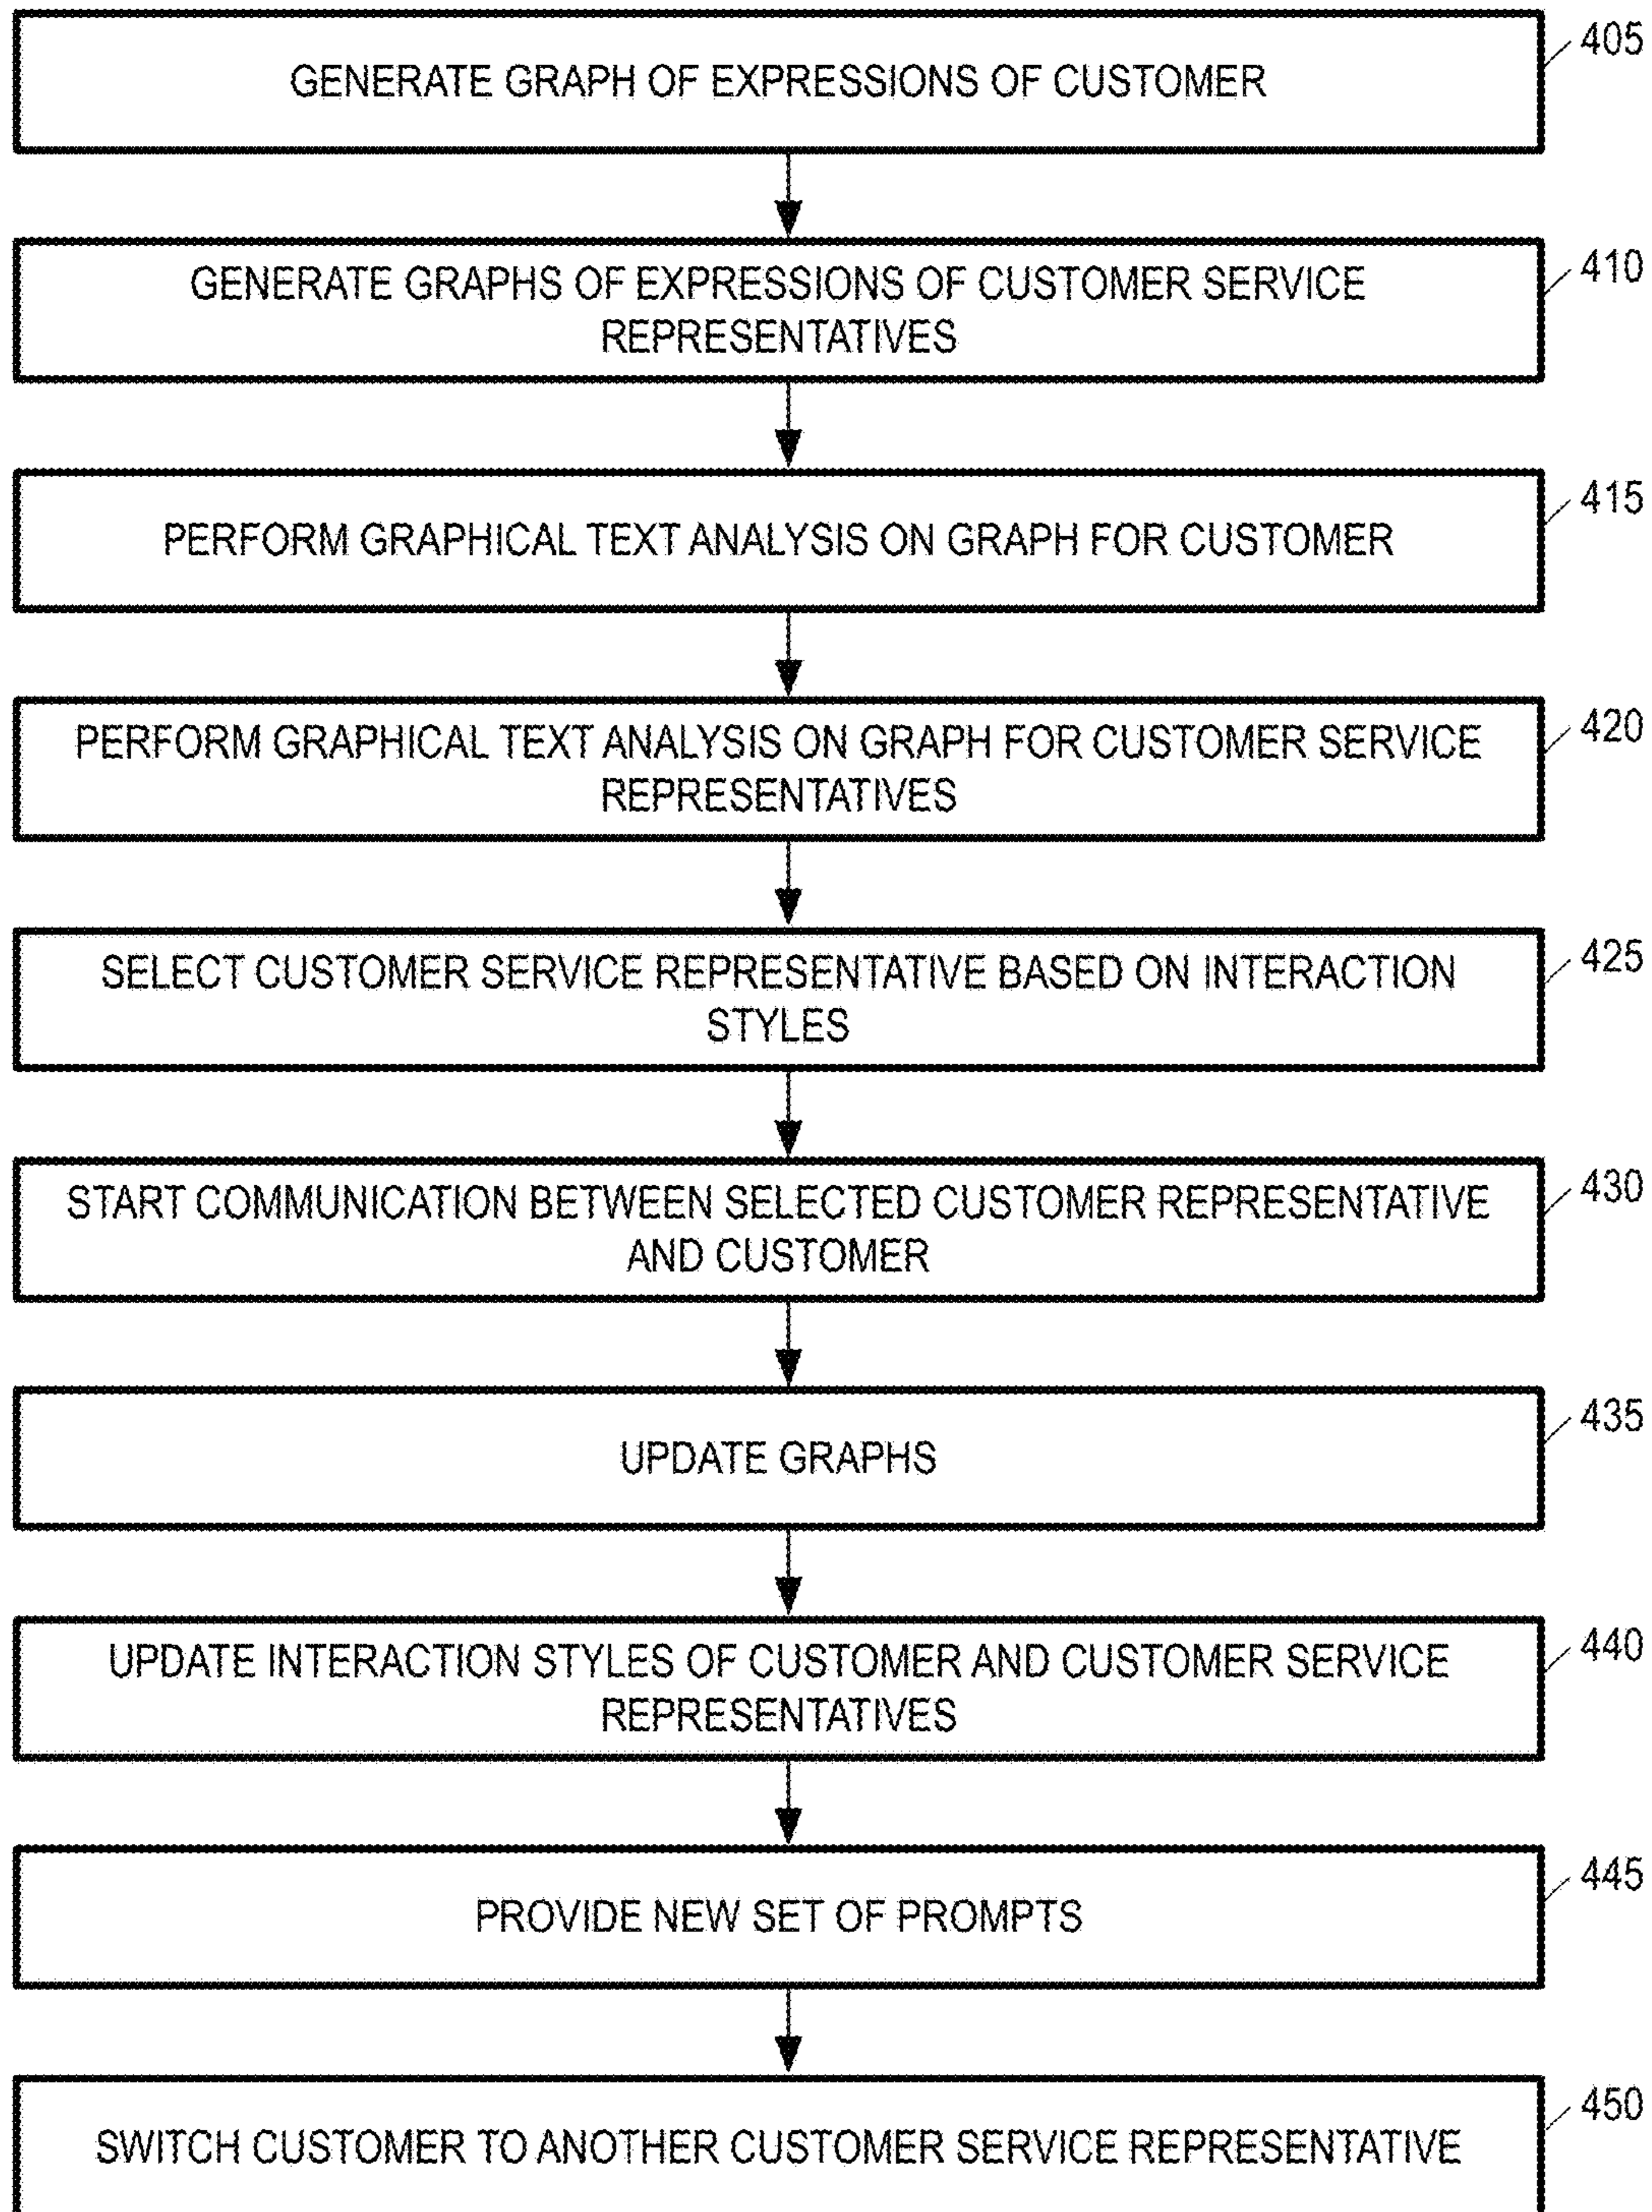 405
GENERATE GRAPH OF EXPRESSIONS OF CUSTOMER
410
GENERATE GRAPHS OF EXPRESSIONS OF CUSTOMER SERVICE
REPRESENTATIVES
415
PERFORM GRAPHICAL TEXT ANALYSIS ON GRAPH FOR CUSTOMER
420
PERFORM GRAPHICAL TEXT ANALYSIS ON GRAPH FOR CUSTOMER SERVICE
REPRESENTATIVES
425
SELECT CUSTOMER SERVICE REPRESENTATIVE BASED ON INTERACTION
STYLES
430
START COMMUNICATION BETWEEN SELECTED CUSTOMER REPRESENTATIVE
AND CUSTOMER
435
UPDATE GRAPHS
440
UPDATE INTERACTION STYLES OF CUSTOMER AND CUSTOMER SERVICE
REPRESENTATIVES
445
PROVIDE NEW SET OF PROMPTS
450
SWITCH CUSTOMER TO ANOTHER CUSTOMER SERVICE REPRESENTATIVE